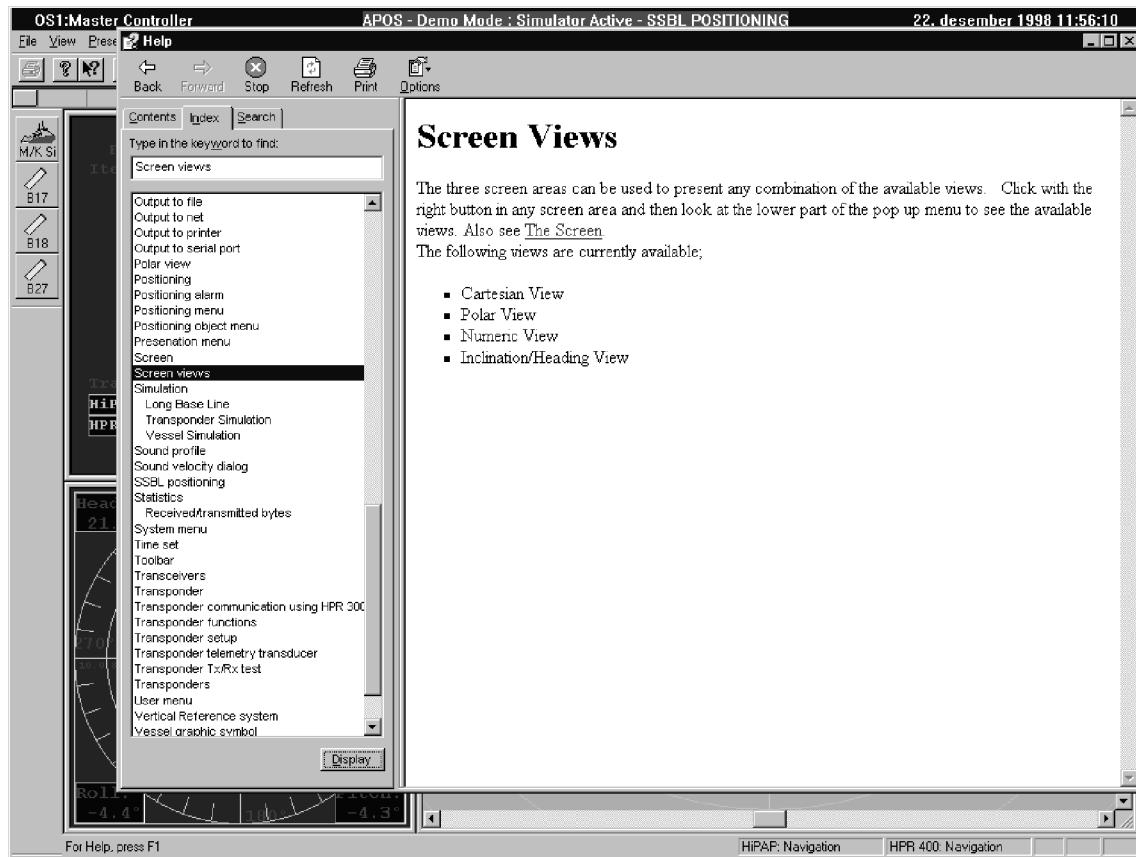 OS1:Master Controller
APOS - Demo Mode : Simulator Active - SSBL POSITIONING
22. desember 1998 11:56:10
File View Prese
Help
Back Forward Stop Refresh Print Options
Contents Index Search
Type in the keyword to find:
Screen views
Output to file
Output to net
Output to printer
Output to serial port
Polar view
Positioning
Positioning alarm
Positioning menu
Positioning object menu
Presenation menu
Screen
Screen views
Simulation
Long Base Line
Transponder Simulation
Vessel Simulation
Sound profile
Sound velocity dialog
SSBL positioning
Statistics
Received/transmitted bytes
System menu
Time set
Toolbar
Transceivers
Transponder
Transponder communication using HPR 300
Transponder functions
Transponder setup
Transponder telemetry transducer
Transponder Tx/Rx test
Transponders
User menu
Vertical Reference system
Vessel graphic symbol
Display
Screen Views
The three screen areas can be used to present any combination of the available views. Click with the
right button in any screen area and then look at the lower part of the pop up menu to see the available
views. Also see The Screen.
The following views are currently available;
Cartesian View
Polar View
Numeric View
Inclination/Heading View
M/K Si
B17
B18
B27
Ite
Tra
HiP
HPR
Head
21.
270°
10.0
Roll:
-4.4°
180°
Pitch:
-4.3°
For Help, press F1
HiPAP: Navigation
HPR 400: Navigation